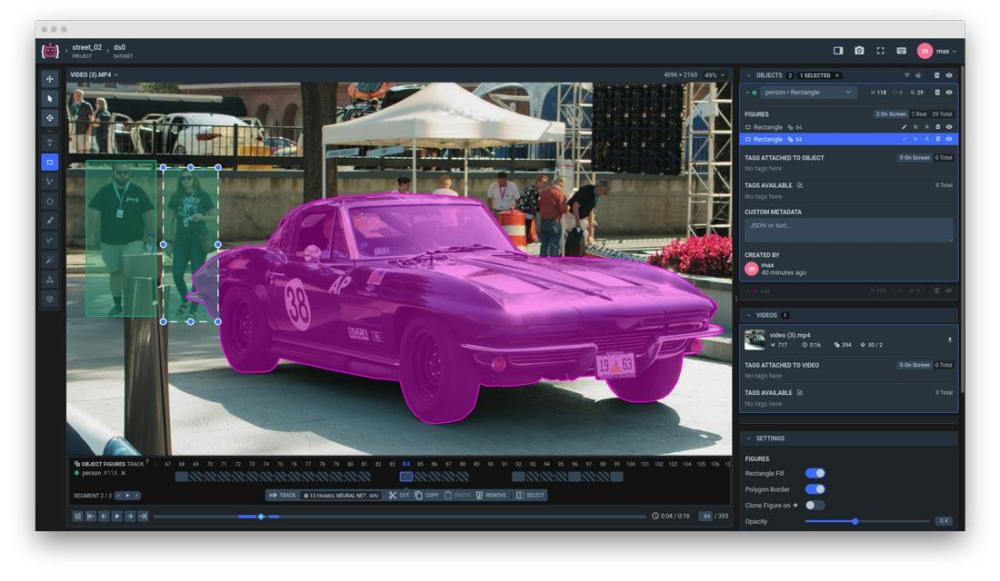 street_02 › ds0
PROJECT DATASET
m max
VIDEO (3).MP4
4096 × 2160 49%
38
AP
SCCA
19 63
OBJECT FIGURES TRACK ?
67 68 69 70 71 72 73 74 75 76 77 78 79 80 81 82 83 84 85 86 87 88 89 90 91 92 93 94 95 96 97 98 99 100 101 102 103 104 105 106 107 108 109
person #118 ×
SEGMENT 2 / 3
TRACK 13 FRAMES, NEURAL NET, GPU CUT COPY PASTE REMOVE SELECT
0:04 / 0:16 84 / 393
OBJECTS 2 1 SELECTED ×
person • Rectangle 118 0 29
FIGURES 2 On Screen 7 Real 29 Total
Rectangle 84
Rectangle 84
TAGS ATTACHED TO OBJECT 0 On Screen 0 Total
No tags here
TAGS AVAILABLE 0 Total
No tags here
CUSTOM METADATA
JSON or text...
CREATED BY
m max
40 minutes ago
car 117 0 1
VIDEOS 1
video (3).mp4
717 0:16 394 30 / 2
TAGS ATTACHED TO VIDEO 0 On Screen 0 Total
No tags here
TAGS AVAILABLE 0 Total
No tags here
SETTINGS
FIGURES
Rectangle Fill
Polygon Border
Clone Figure on →
Opacity 0.4